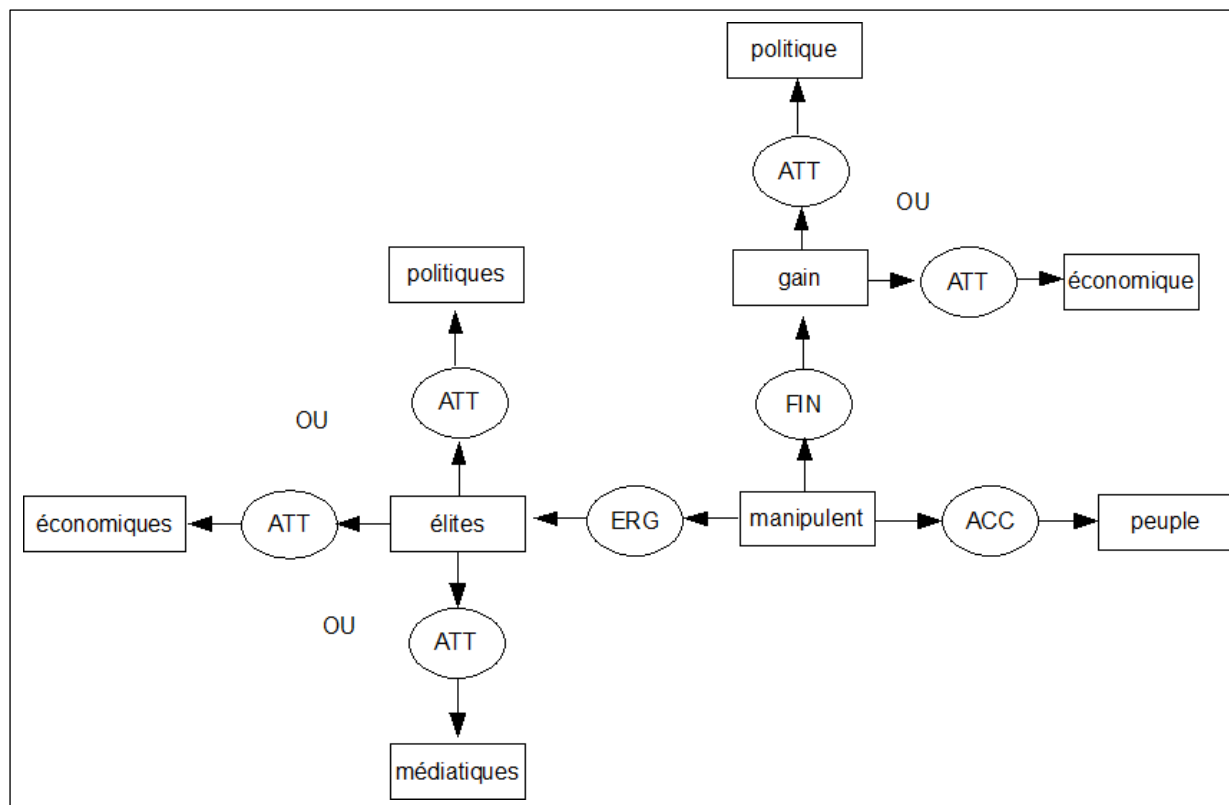 politique
ATT
OU
politiques
gain
ATT
économique
ATT
FIN
OU
économiques
ATT
élites
ERG
manipulent
ACC
peuple
OU
ATT
médiatiques